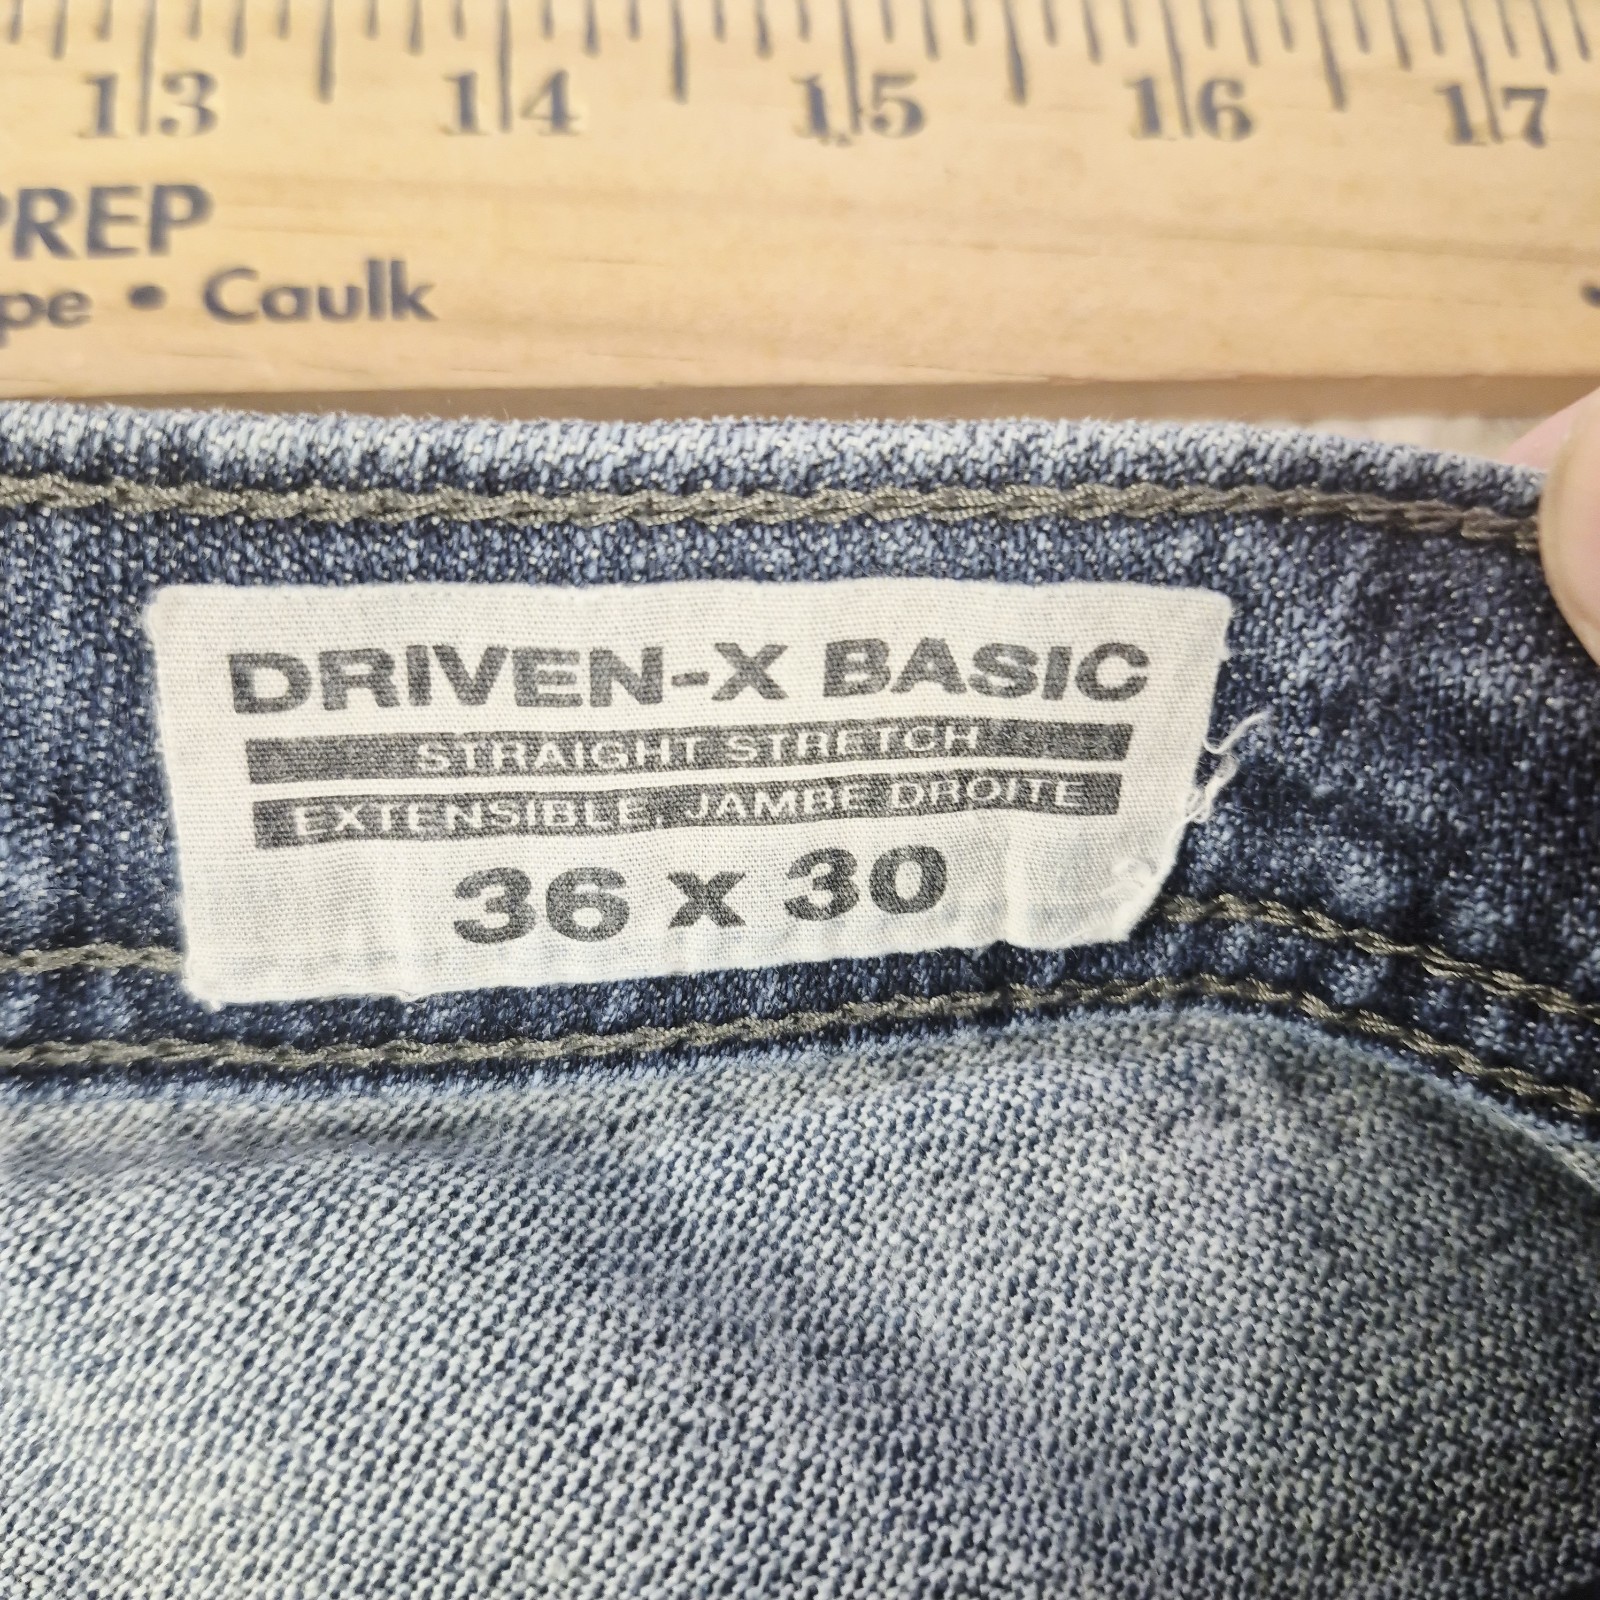 13 14 15 16 17
PREP
pe • Caulk
DRIVEN-X BASIC
STRAIGHT STRETCH
EXTENSIBLE, JAMBE DROITE
36 x 30